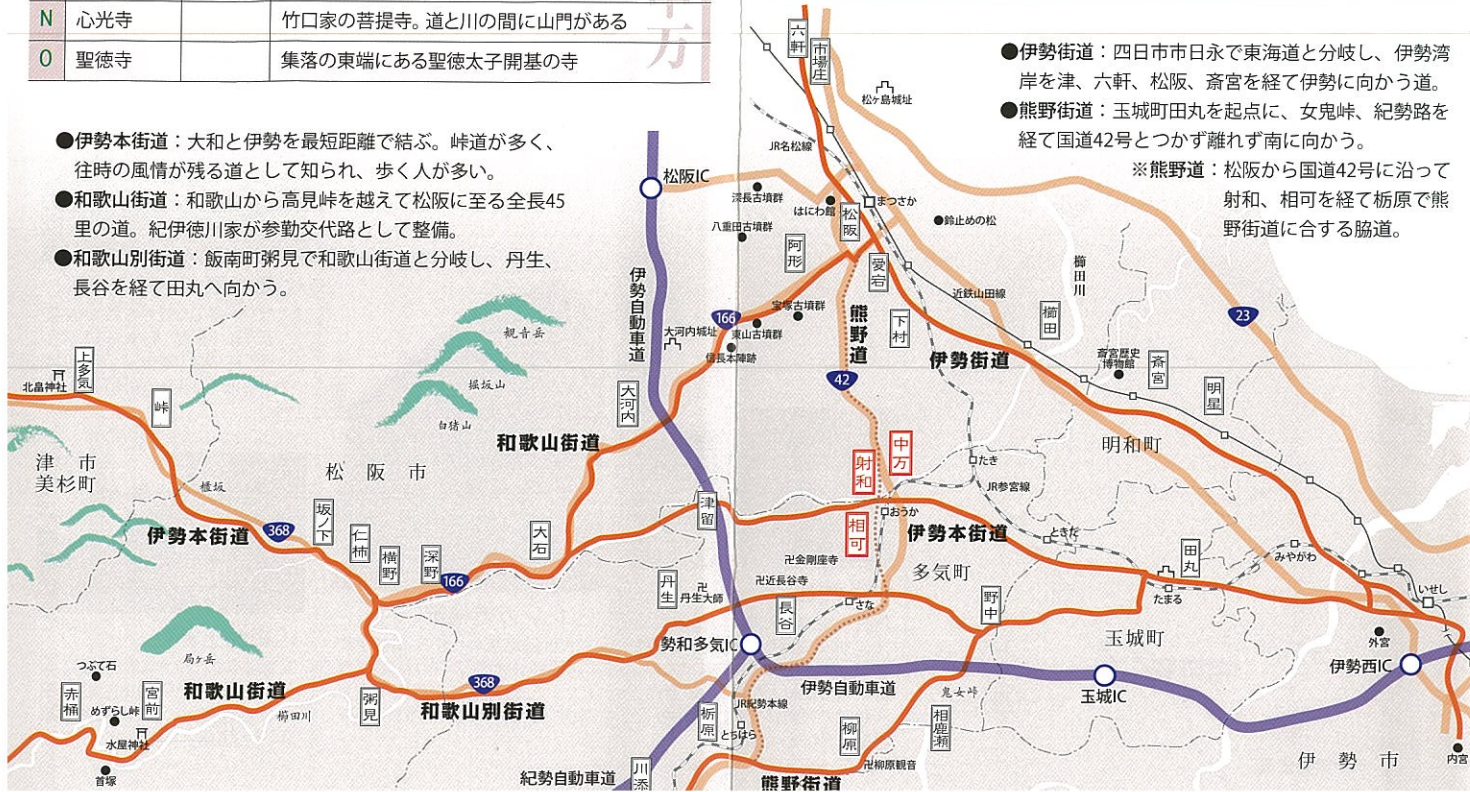 N 心光寺 竹口家の菩提寺。道と川の間に山門がある
O 聖徳寺 集落の東端にある聖徳太子開基の寺
中万
●伊勢本街道：大和と伊勢を最短距離で結ぶ。峠道が多く、
往時の風情が残る道として知られ、歩く人が多い。
●和歌山街道：和歌山から高見峠を越えて松阪に至る全長45
里の道。紀伊徳川家が参勤交代路として整備。
●和歌山別街道：飯南町粥見で和歌山街道と分岐し、丹生、
長谷を経て田丸へ向かう。
●伊勢街道：四日市市日永で東海道と分岐し、伊勢湾
岸を津、六軒、松阪、斎宮を経て伊勢に向かう道。
●熊野街道：玉城町田丸を起点に、女鬼峠、紀勢路を
経て国道42号とつかず離れず南に向かう。
※熊野道：松阪から国道42号に沿って
射和、相可を経て栃原で熊
野街道に合する脇道。
六軒
市場庄
松ヶ島城址
JR名松線
松阪IC
深長古墳群
はにわ館
松阪
まつさか
鈴止めの松
八重田古墳群
阿形
愛宕
櫛田川
近鉄山田線
伊勢自動車道
宝塚古墳群
166
東山古墳群
大河内城址
信長本陣跡
熊野道
下村
櫛田
23
伊勢街道
斎宮歴史
博物館
斎宮
明星
42
観音岳
堀坂山
白猪山
上多気
北畠神社
峠
大河内
和歌山街道
津市
美杉町
松阪市
櫃坂
中万
射和
明和町
たき
JR参宮線
津留
おうか
相可
伊勢本街道
368
伊勢本街道
坂ノ下
仁柿
横野
深野
166
大石
ときだ
田丸
みやがわ
卍金剛座寺
多気町
丹生
卍
丹生大師
卍近長谷寺
長谷
さな
野中
たまる
いせし
玉城町
外宮
勢和多気IC
伊勢西IC
局ヶ岳
つぶて石
赤桶
めずらし峠
宮前
水屋神社
首塚
和歌山街道
櫛田川
粥見
368
和歌山別街道
伊勢自動車道
鬼女峠
玉城IC
JR紀勢本線
栃原
とちはら
柳原
相鹿瀬
卍柳原観音
紀勢自動車道
川添
熊野街道
伊勢市
内宮